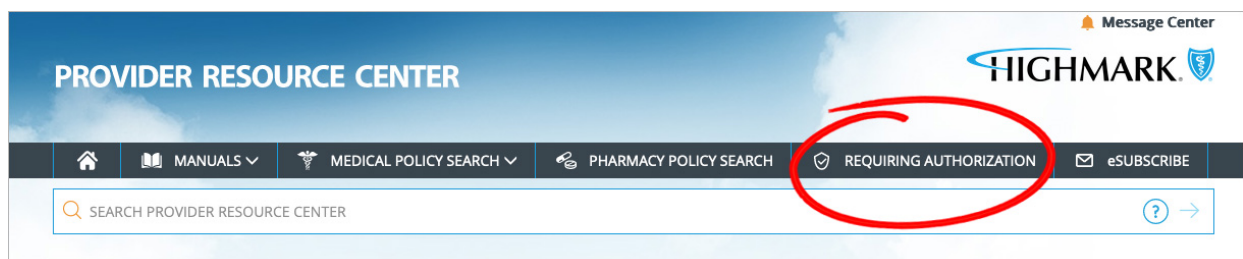 Message Center
PROVIDER RESOURCE CENTER
HIGHMARK.
MANUALS MEDICAL POLICY SEARCH PHARMACY POLICY SEARCH REQUIRING AUTHORIZATION eSUBSCRIBE
SEARCH PROVIDER RESOURCE CENTER ?